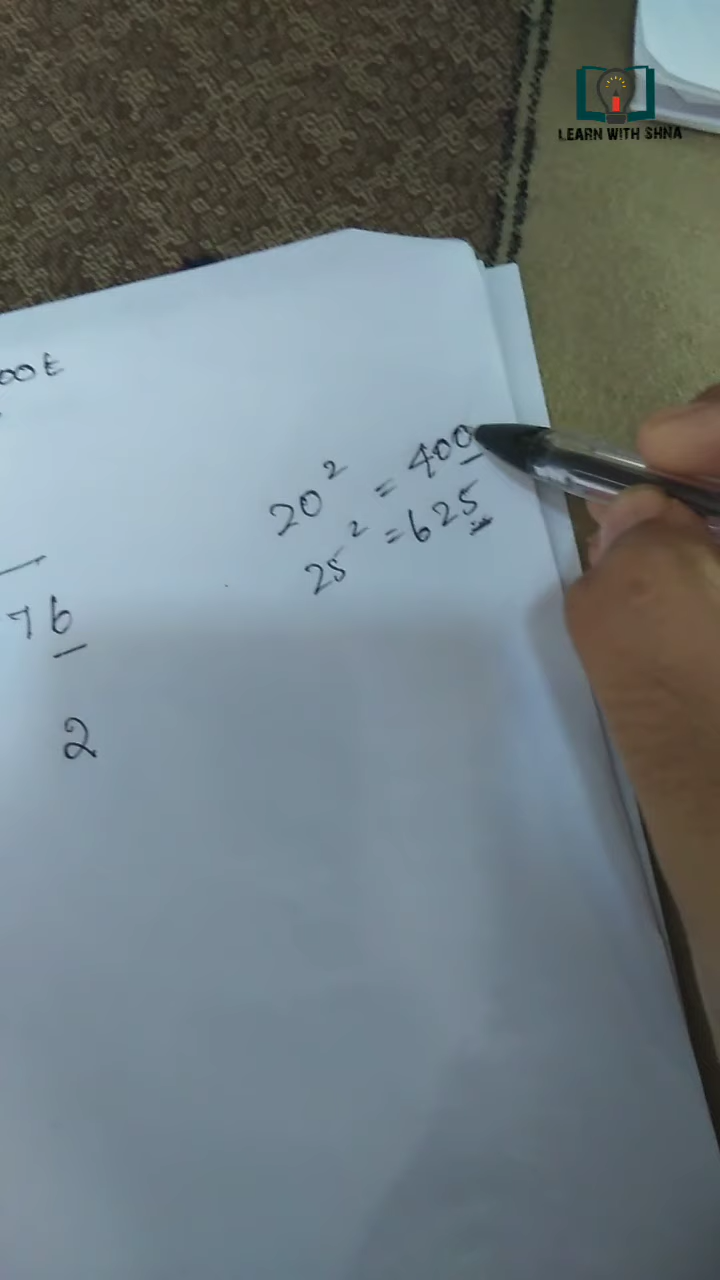 LEARN WITH SHNA
oot
20² = 400
25² = 625
76
2